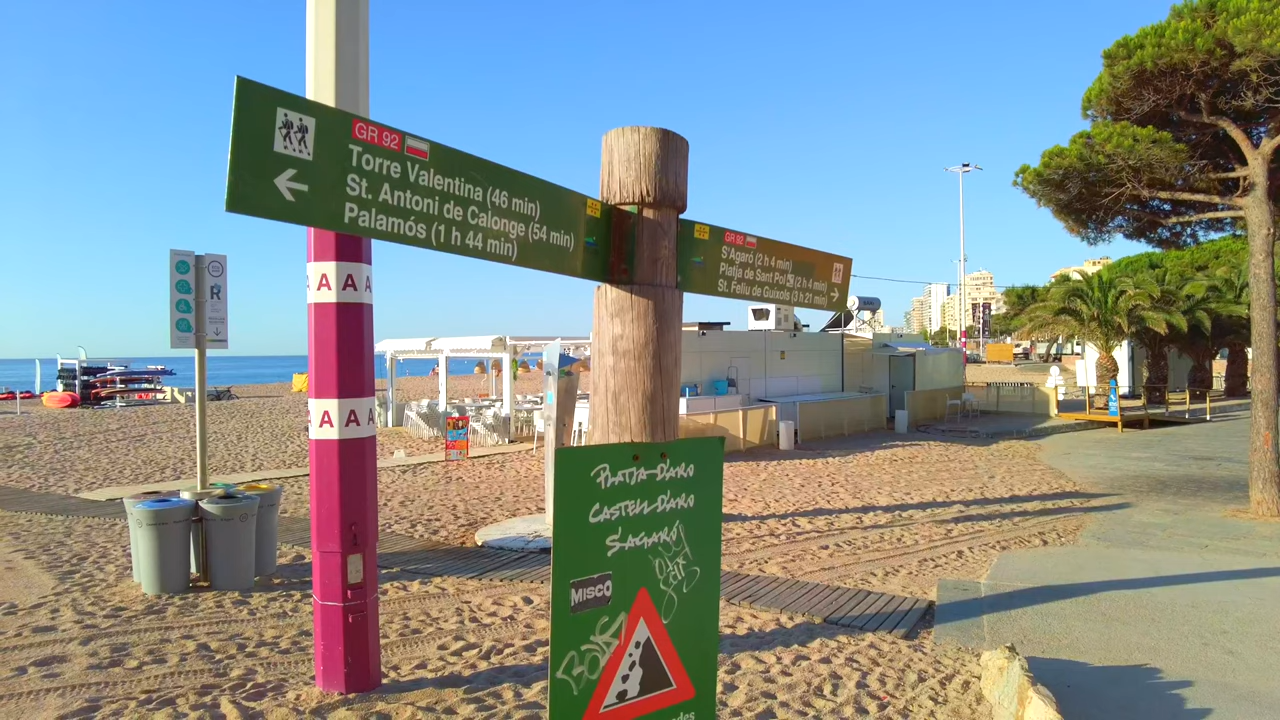 GR 92
Torre Valentina (46 min)
St. Antoni de Calonge (54 min)
Palamós (1 h 44 min)
GR 92
S'Agaró (2 h 4 min)
Platja de Sant Pol (2 h 4 min)
St. Feliu de Guíxols (3 h 21 min)
R
A A A
A A A
PLATJA D'ARO
CASTELL D'ARO
S'AGARÓ
MISCO